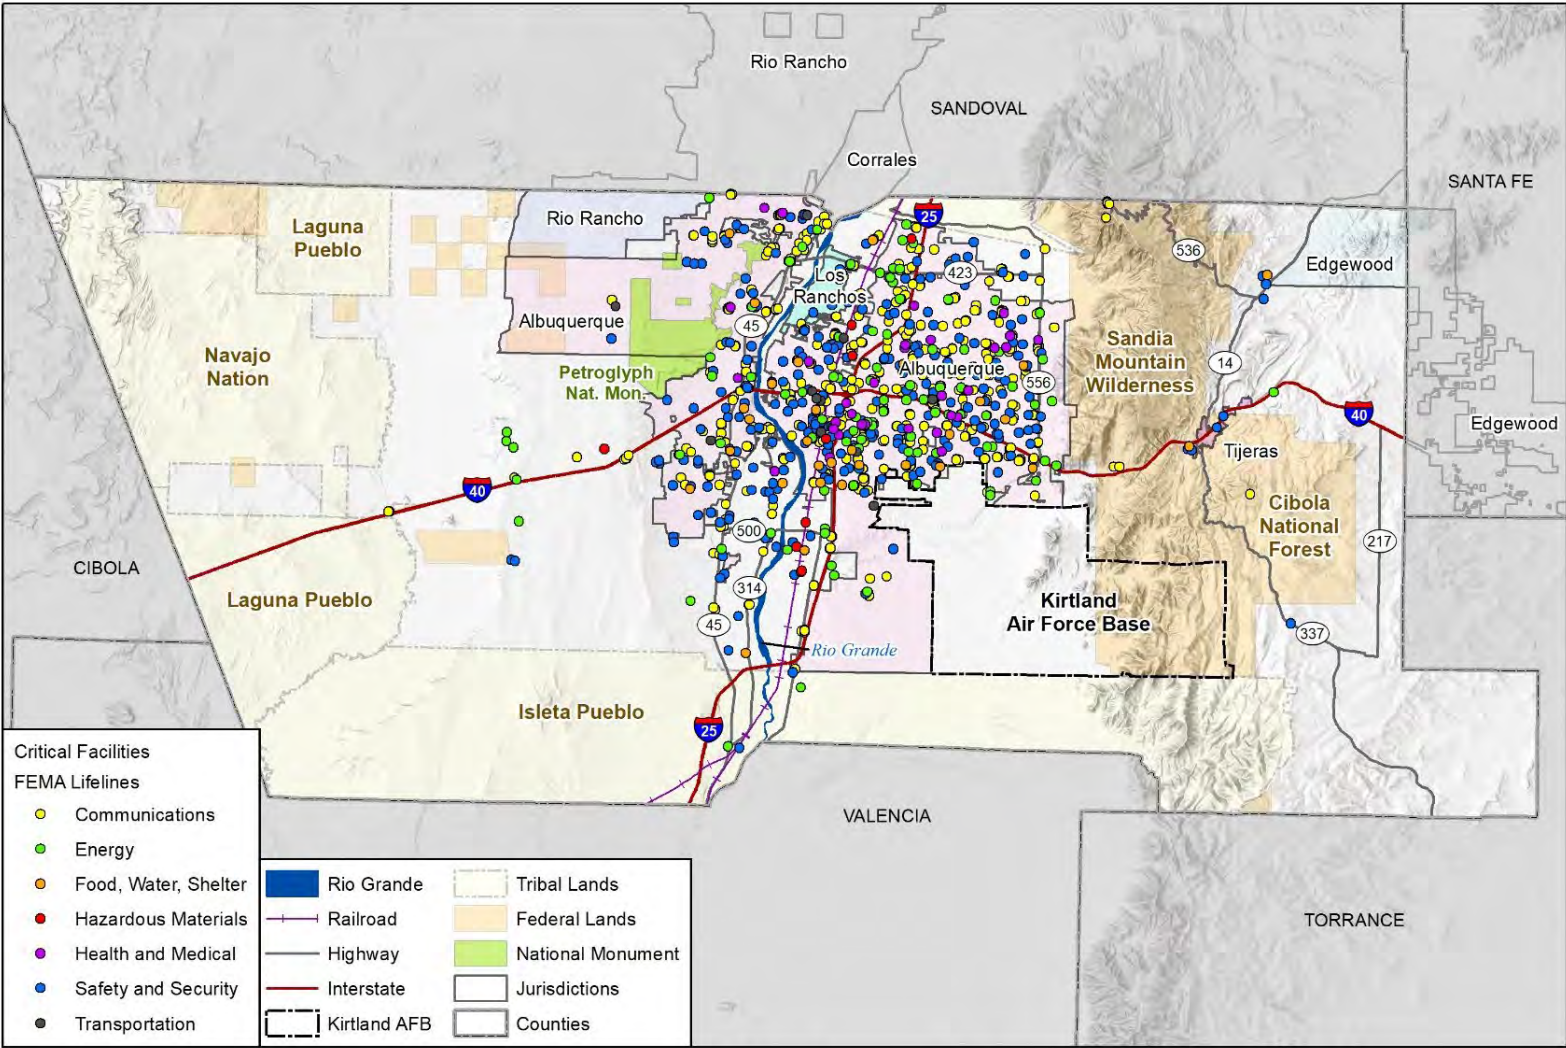 Rio Rancho
SANDOVAL
Corrales
SANTA FE
Rio Rancho
25
Laguna
Pueblo
536
Edgewood
Los
Ranchos
423
Albuquerque
45
Navajo
Nation
Petroglyph
Nat. Mon.
Albuquerque
556
Sandia
Mountain
Wilderness
14
40
Edgewood
Tijeras
40
Cibola
National
Forest
500
217
CIBOLA
Laguna Pueblo
314
45
Kirtland
Air Force Base
337
Rio Grande
Isleta Pueblo
25
VALENCIA
TORRANCE
Critical Facilities
FEMA Lifelines
Communications
Energy
Food, Water, Shelter
Hazardous Materials
Health and Medical
Safety and Security
Transportation
Rio Grande
Railroad
Highway
Interstate
Kirtland AFB
Tribal Lands
Federal Lands
National Monument
Jurisdictions
Counties